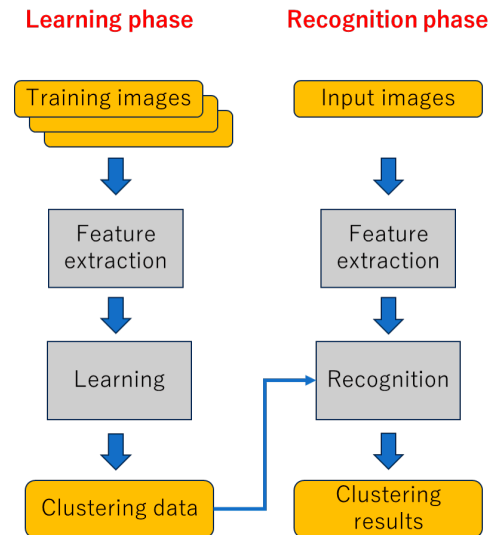 Learning phase
Recognition phase
Training images
Input images
Feature
extraction
Feature
extraction
Learning
Recognition
Clustering data
Clustering
results